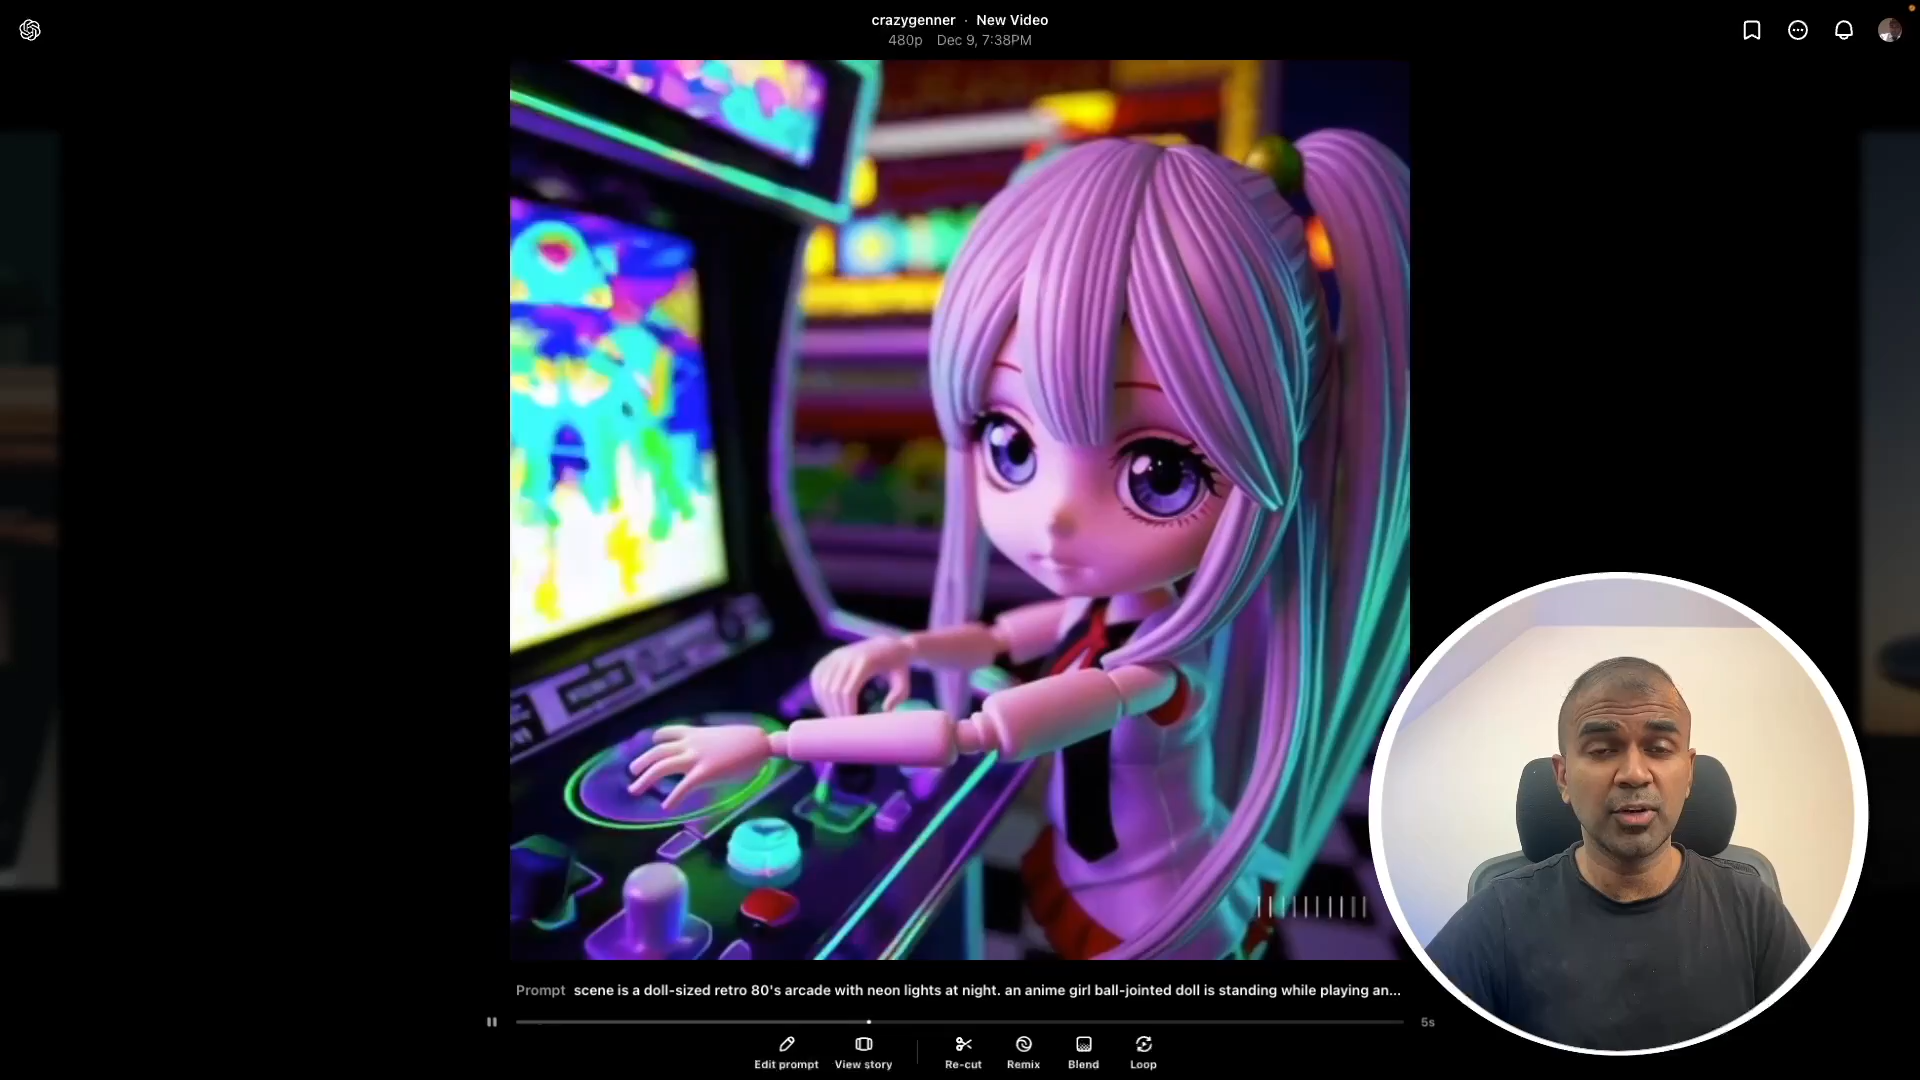 crazygenner · New Video
480p Dec 9, 7:38PM
Prompt scene is a doll-sized retro 80's arcade with neon lights at night. an anime girl ball-jointed doll is standing while playing an...
5s
Edit prompt View story Re-cut Remix Blend Loop